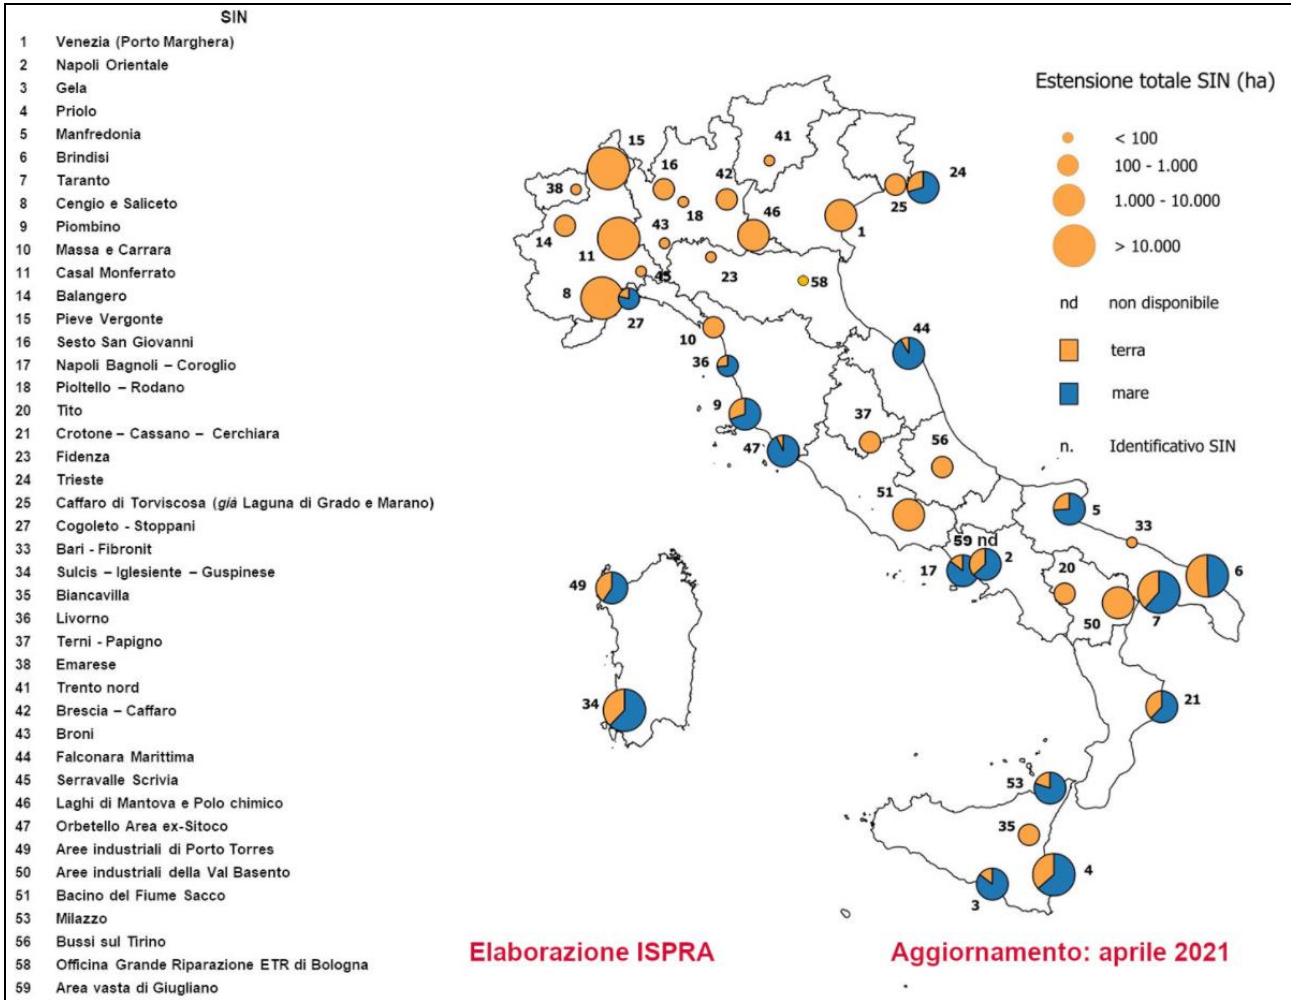 SIN
1 Venezia (Porto Marghera)
2 Napoli Orientale
3 Gela
4 Priolo
5 Manfredonia
6 Brindisi
7 Taranto
8 Cengio e Saliceto
9 Piombino
10 Massa e Carrara
11 Casal Monferrato
14 Balangero
15 Pieve Vergonte
16 Sesto San Giovanni
17 Napoli Bagnoli – Coroglio
18 Pioltello – Rodano
20 Tito
21 Crotone – Cassano – Cerchiara
23 Fidenza
24 Trieste
25 Caffaro di Torviscosa (già Laguna di Grado e Marano)
27 Cogoleto - Stoppani
33 Bari - Fibronit
34 Sulcis – Iglesiente – Guspinese
35 Biancavilla
36 Livorno
37 Terni - Papigno
38 Emarese
41 Trento nord
42 Brescia – Caffaro
43 Broni
44 Falconara Marittima
45 Serravalle Scrivia
46 Laghi di Mantova e Polo chimico
47 Orbetello Area ex-Sitoco
49 Aree industriali di Porto Torres
50 Aree industriali della Val Basento
51 Bacino del Fiume Sacco
53 Milazzo
56 Bussi sul Tirino
58 Officina Grande Riparazione ETR di Bologna
59 Area vasta di Giugliano
15
41
16
42
24
38
18
46
25
14
43
1
11
23
45
58
8
27
10
44
36
9
37
47
56
51
5
33
59 nd
17
2
20
6
49
50
7
34
21
53
35
4
3
Estensione totale SIN (ha)
< 100
100 - 1.000
1.000 - 10.000
> 10.000
nd non disponibile
terra
mare
n. Identificativo SIN
Elaborazione ISPRA
Aggiornamento: aprile 2021